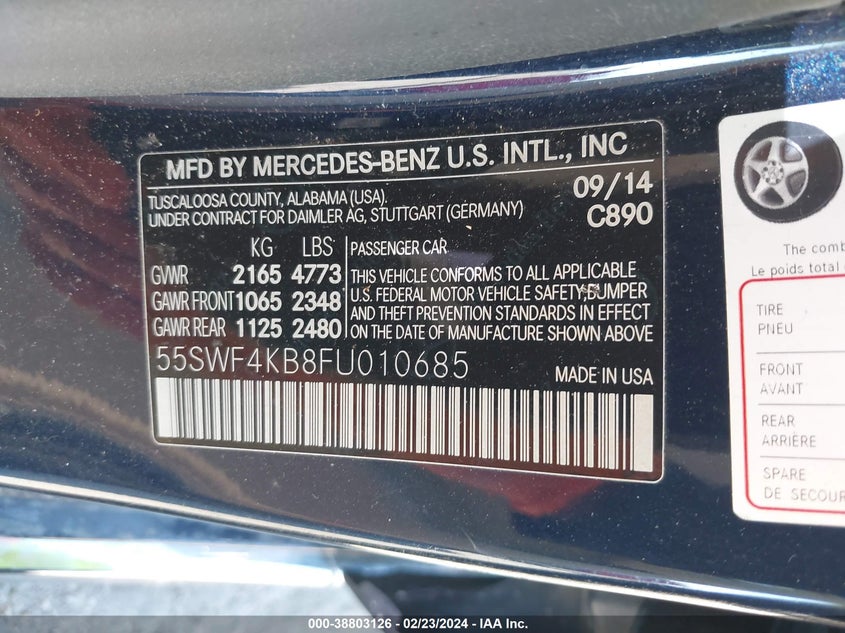 MFD BY MERCEDES-BENZ U.S. INTL., INC
TUSCALOOSA COUNTY, ALABAMA (USA).
UNDER CONTRACT FOR DAIMLER AG, STUTTGART (GERMANY)
09/14
C890
KG LBS
GVWR 2165 4773
GAWR FRONT 1065 2348
GAWR REAR 1125 2480
PASSENGER CAR
THIS VEHICLE CONFORMS TO ALL APPLICABLE
U.S. FEDERAL MOTOR VEHICLE SAFETY,BUMPER
AND THEFT PREVENTION STANDARDS IN EFFECT
ON THE DATE OF MANUFACTURE SHOWN ABOVE
55SWF4KB8FU010685
MADE IN USA
The comb
Le poids total
TIRE
PNEU
FRONT
AVANT
REAR
ARRIÈRE
SPARE
DE SECOUR
000-38803126 - 02/23/2024 - IAA Inc.